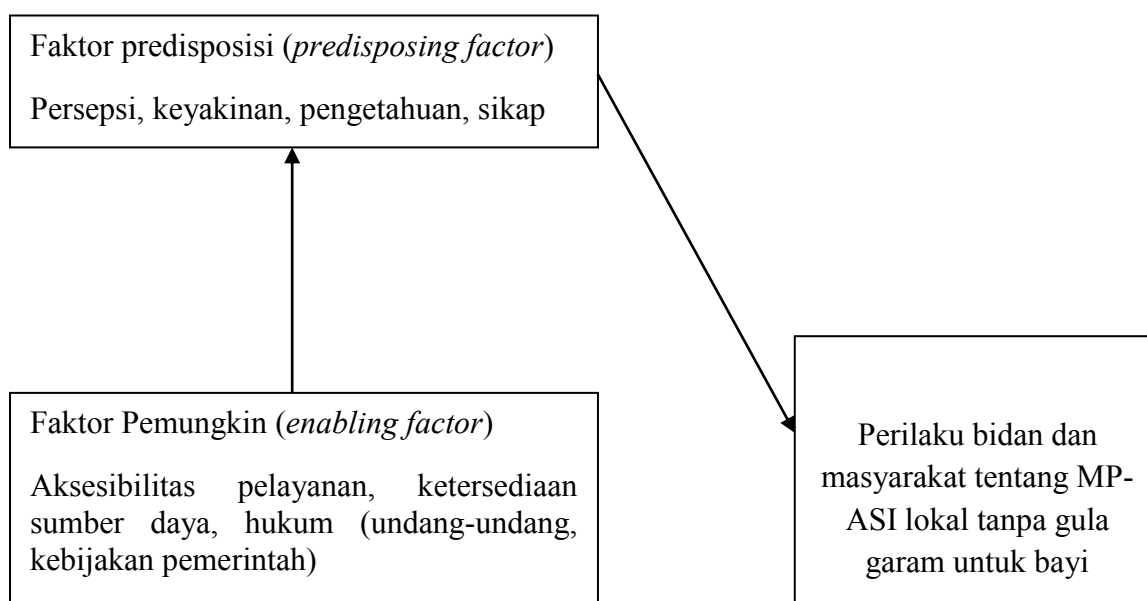 Faktor predisposisi (predisposing factor)
Persepsi, keyakinan, pengetahuan, sikap
Faktor Pemungkin (enabling factor)
Aksesibilitas pelayanan, ketersediaan
sumber daya, hukum (undang-undang,
kebijakan pemerintah)
Perilaku bidan dan
masyarakat tentang MP-
ASI lokal tanpa gula
garam untuk bayi